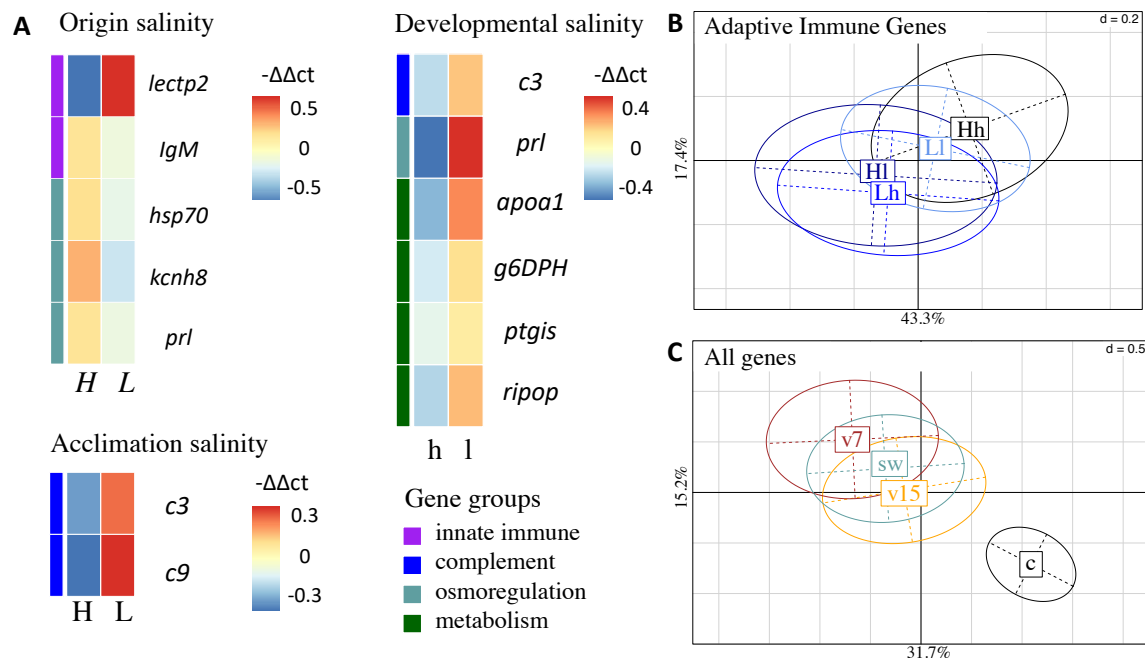 A
Origin salinity
-ΔΔct
lectp2
IgM
hsp70
kcnh8
prl
0.5
0
-0.5
H L
Developmental salinity
-ΔΔct
c3
prl
apoa1
g6DPH
ptgis
ripop
0.4
0
-0.4
h l
Acclimation salinity
-ΔΔct
c3
c9
0.3
0
-0.3
H L
Gene groups
innate immune
complement
osmoregulation
metabolism
B
Adaptive Immune Genes
d = 0.2
Hh
Ll
Hl
Lh
17.4%
43.3%
C
All genes
d = 0.5
v7
sw
v15
c
15.2%
31.7%